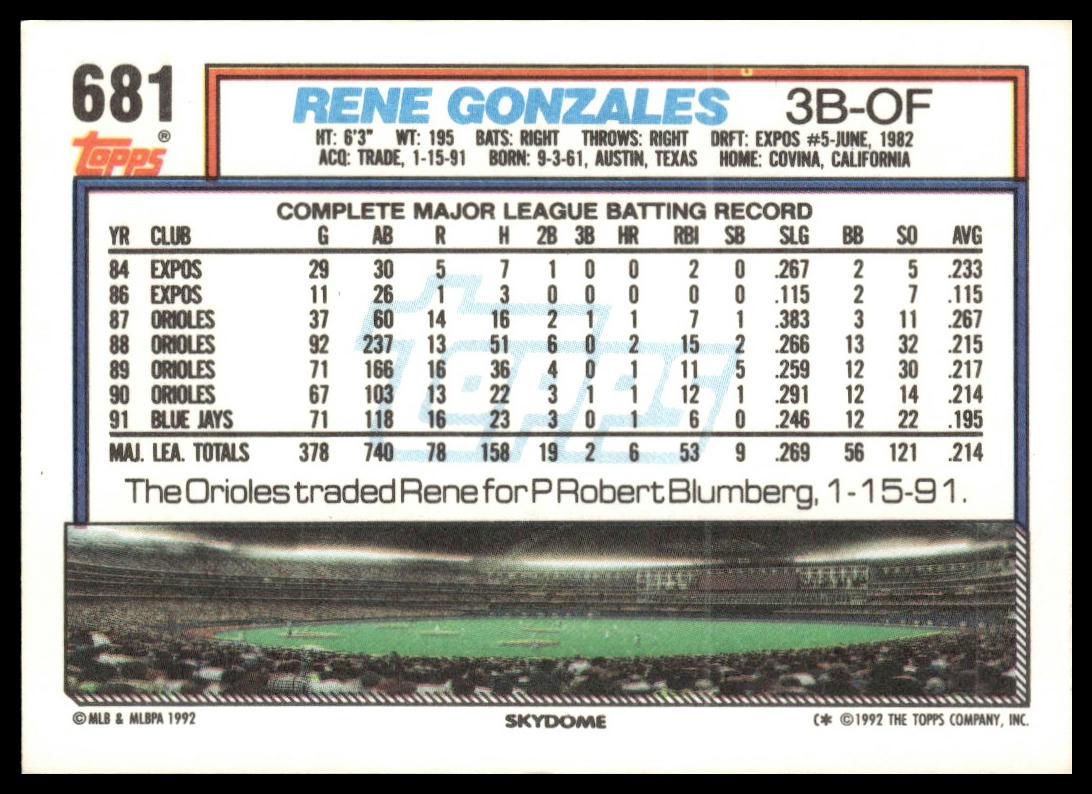 681
Topps®
RENE GONZALES 3B-OF
HT: 6'3" WT: 195 BATS: RIGHT THROWS: RIGHT DRFT: EXPOS #5-JUNE, 1982
ACQ: TRADE, 1-15-91 BORN: 9-3-61, AUSTIN, TEXAS HOME: COVINA, CALIFORNIA
COMPLETE MAJOR LEAGUE BATTING RECORD
YR CLUB G AB R H 2B 3B HR RBI SB SLG BB SO AVG
84 EXPOS 29 30 5 7 1 0 0 2 0 .267 2 5 .233
86 EXPOS 11 26 1 3 0 0 0 0 0 .115 2 7 .115
87 ORIOLES 37 60 14 16 2 1 1 7 1 .383 3 11 .267
88 ORIOLES 92 237 13 51 6 0 2 15 2 .266 13 32 .215
89 ORIOLES 71 166 16 36 4 0 1 11 5 .259 12 30 .217
90 ORIOLES 67 103 13 22 3 1 1 12 1 .291 12 14 .214
91 BLUE JAYS 71 118 16 23 3 0 1 6 0 .246 12 22 .195
MAJ. LEA. TOTALS 378 740 78 158 19 2 6 53 9 .269 56 121 .214
Topps
The Orioles traded Rene for P Robert Blumberg, 1-15-91.
©MLB & MLBPA 1992 SKYDOME C* ©1992 THE TOPPS COMPANY, INC.